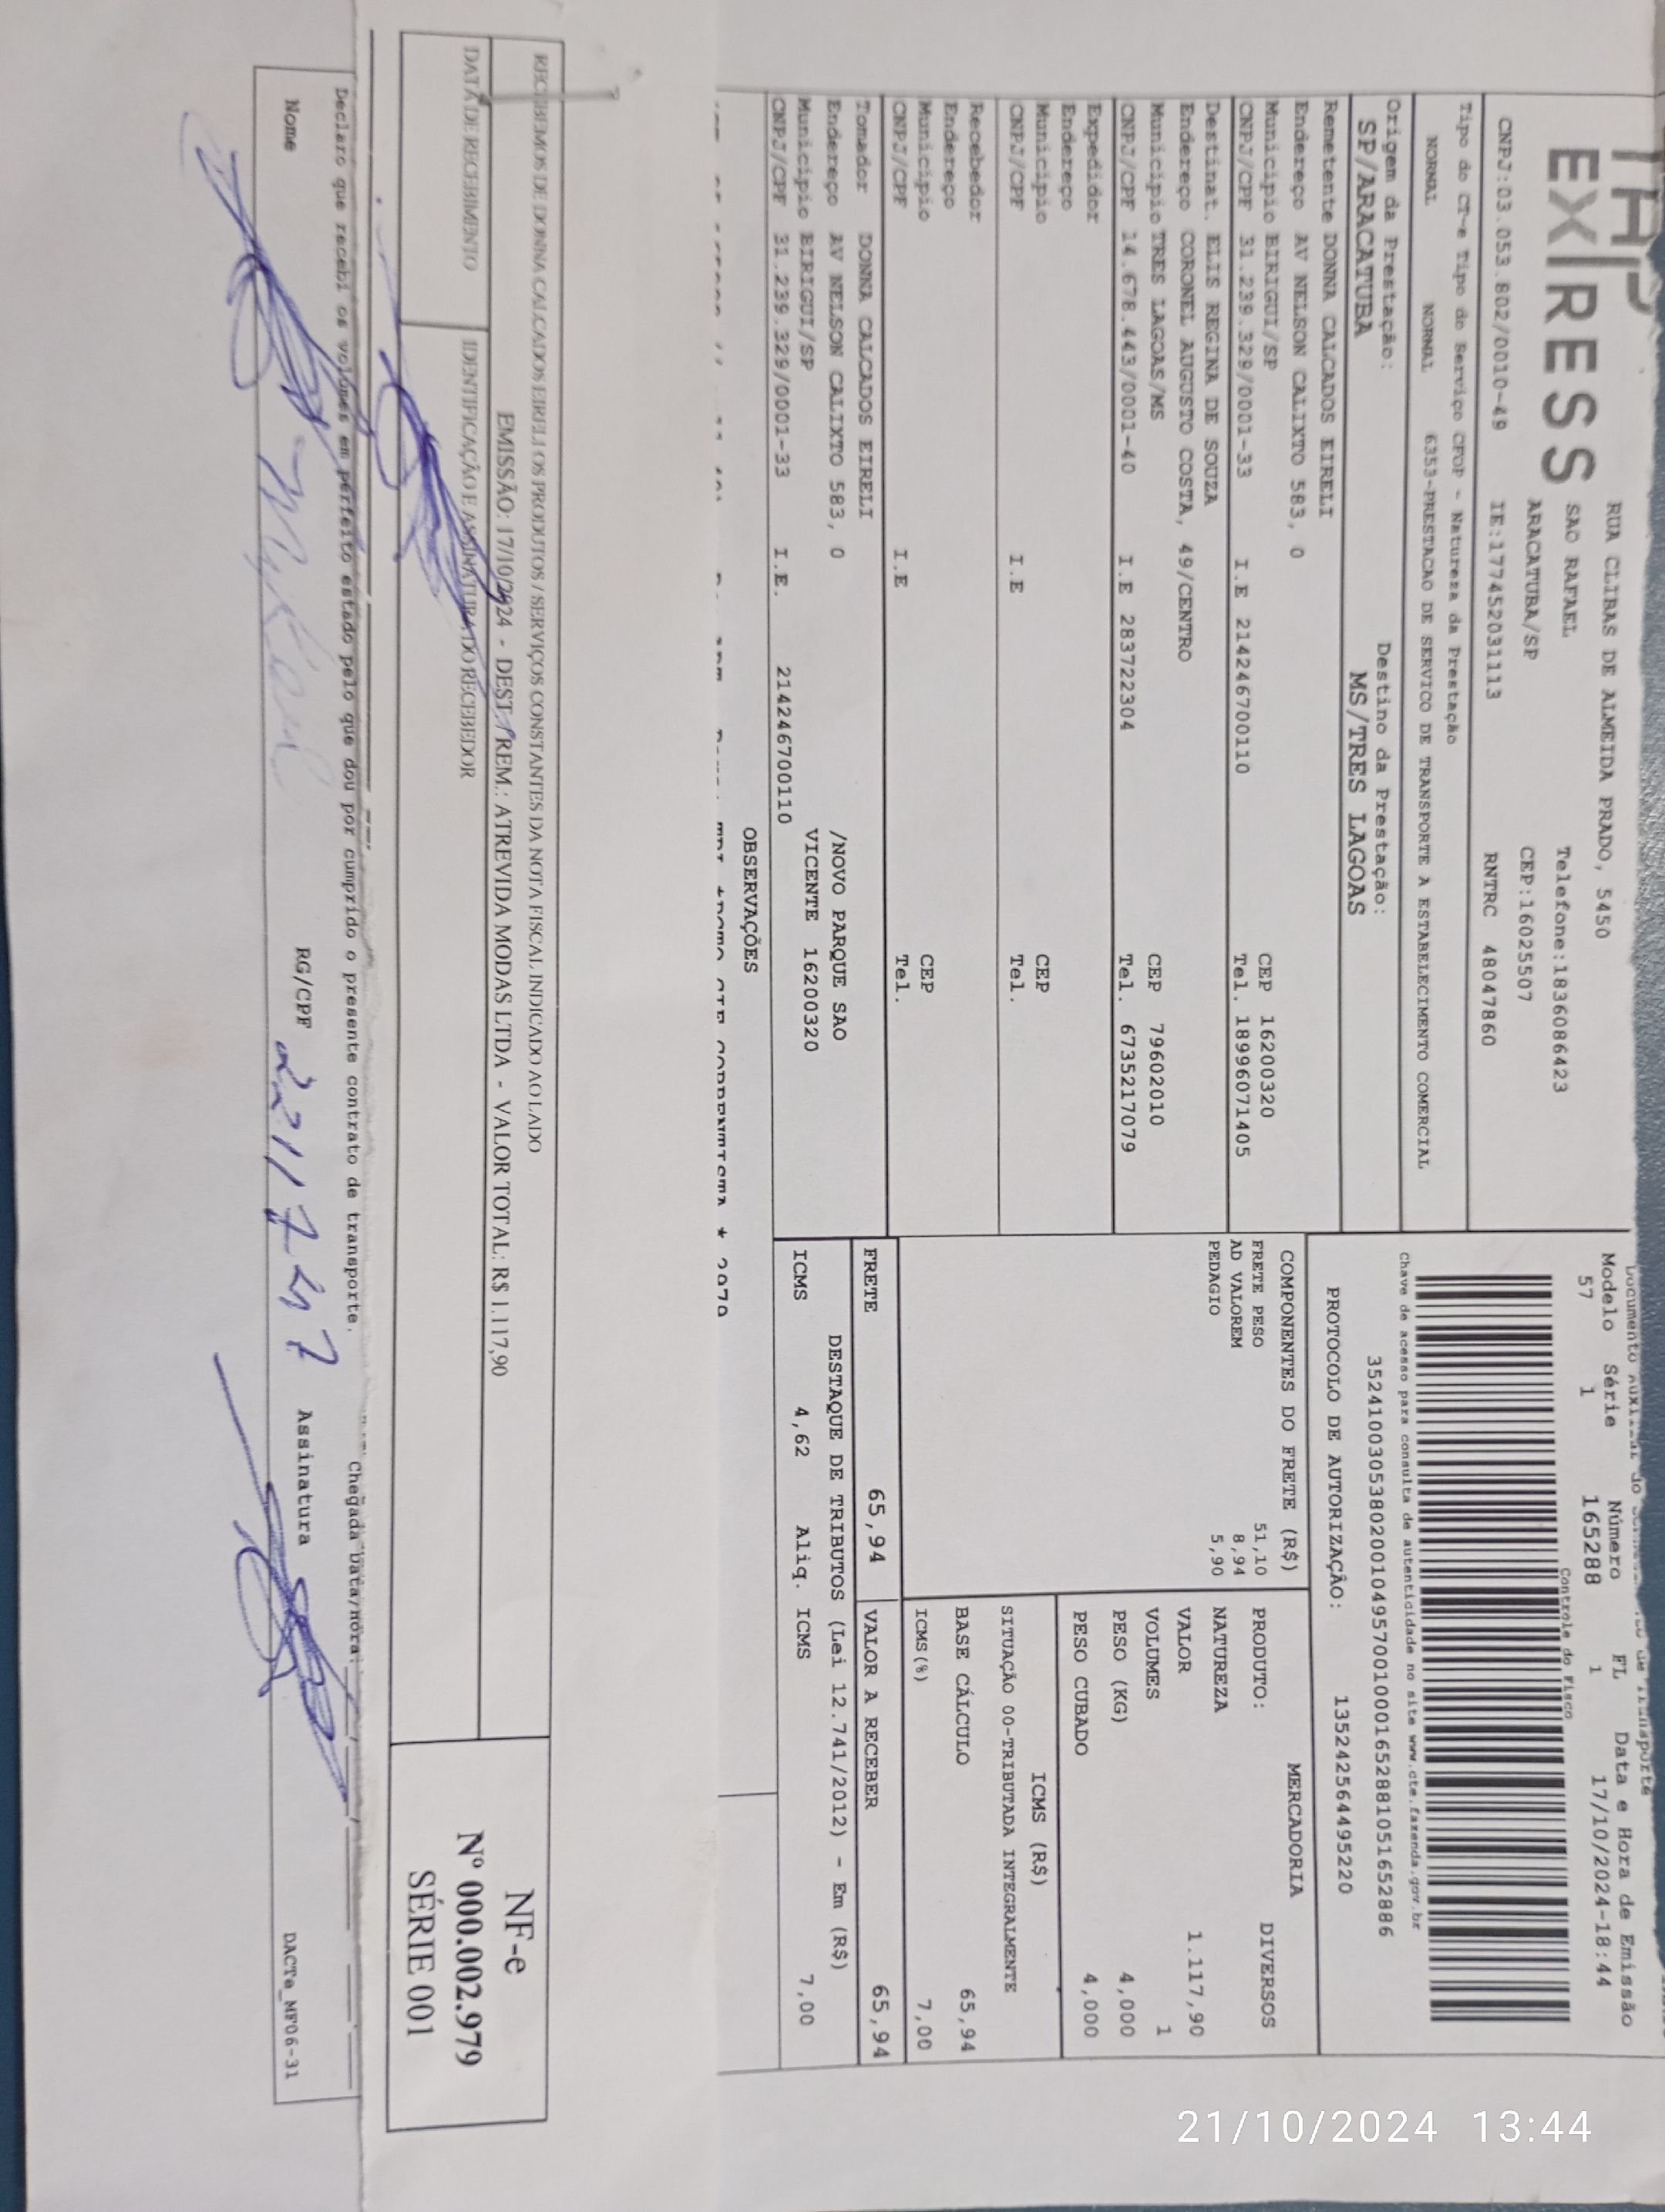 EXPRESS
RUA CLIBAS DE ALMEIDA PRADO, 5450
SAO RAFAEL Telefone:1836086423
ARACATUBA/SP CEP:16025507
CNPJ:03.053.802/0010-49 IE:177452031113 RNTRC 48047860
Tipo do CT-e Tipo do Serviço CFOP - Natureza da Prestação
NORMAL NORMAL 6353-PRESTACAO DE SERVICO DE TRANSPORTE A ESTABELECIMENTO COMERCIAL
Origem da Prestação: Destino da Prestação:
SP/ARACATUBA MS/TRES LAGOAS
Remetente DONNA CALCADOS EIRELI
Endereço AV NELSON CALIXTO 583, 0
Municipio BIRIGUI/SP CEP 16200320
CNPJ/CPF 31.239.329/0001-33 I.E 214246700110 Tel. 18996071405
Destinat. ELIS REGINA DE SOUZA
Endereço CORONEL AUGUSTO COSTA, 49/CENTRO
Municipio TRES LAGOAS/MS CEP 79602010
CNPJ/CPF 14.678.443/0001-40 I.E 283722304 Tel. 6735217079
Expedidor
Endereço
Municipio CEP
CNPJ/CPF I.E Tel.
Recebedor
Endereço
Municipio CEP
CNPJ/CPF I.E Tel.
Tomador DONNA CALCADOS EIRELI
Endereço AV NELSON CALIXTO 583, 0 /NOVO PARQUE SAO
Municipio BIRIGUI/SP VICENTE 16200320
CNPJ/CPF 31.239.329/0001-33 I.E. 214246700110
OBSERVAÇÕES
Documento Auxiliar do de Transporte
Modelo Série Número FL Data e Hora de Emissão
57 1 165288 1 17/10/2024-18:44
Controle do Fisco
Chave de acesso para consulta de autenticidade no site www.cte.fazenda.gov.br
35241003053802001049570010001652881051652886
PROTOCOLO DE AUTORIZAÇÃO: 135242564495220
COMPONENTES DO FRETE (R$)
FRETE PESO 51,10
AD VALOREM 8,94
PEDAGIO 5,90
MERCADORIA
PRODUTO: DIVERSOS
NATUREZA
VALOR 1.117,90
VOLUMES 1
PESO (KG) 4,000
PESO CUBADO 4,000
ICMS (R$)
SITUAÇÃO 00-TRIBUTADA INTEGRALMENTE
BASE CÁLCULO 65,94
ICMS(%) 7,00
FRETE 65,94 VALOR A RECEBER 65,94
DESTAQUE DE TRIBUTOS (Lei 12.741/2012) - Em (R$)
ICMS 4,62 Aliq. ICMS 7,00
RECEBEMOS DE DONNA CALCADOS EIRELI OS PRODUTOS / SERVIÇOS CONSTANTES DA NOTA FISCAL INDICADO AO LADO
EMISSÃO: 17/10/2024 - DEST. / REM.: ATREVIDA MODAS LTDA - VALOR TOTAL: R$ 1.117,90
DATA DE RECEBIMENTO IDENTIFICAÇÃO E ASSINATURA DO RECEBEDOR
NF-e
Nº 000.002.979
SÉRIE 001
Declaro que recebi os volumes em perfeito estado pelo que dou por cumprido o presente contrato de transporte. Chegada Data/Hora:
Nome RG/CPF 2211747 Assinatura
DACTe_MF06-31
21/10/2024 13:44